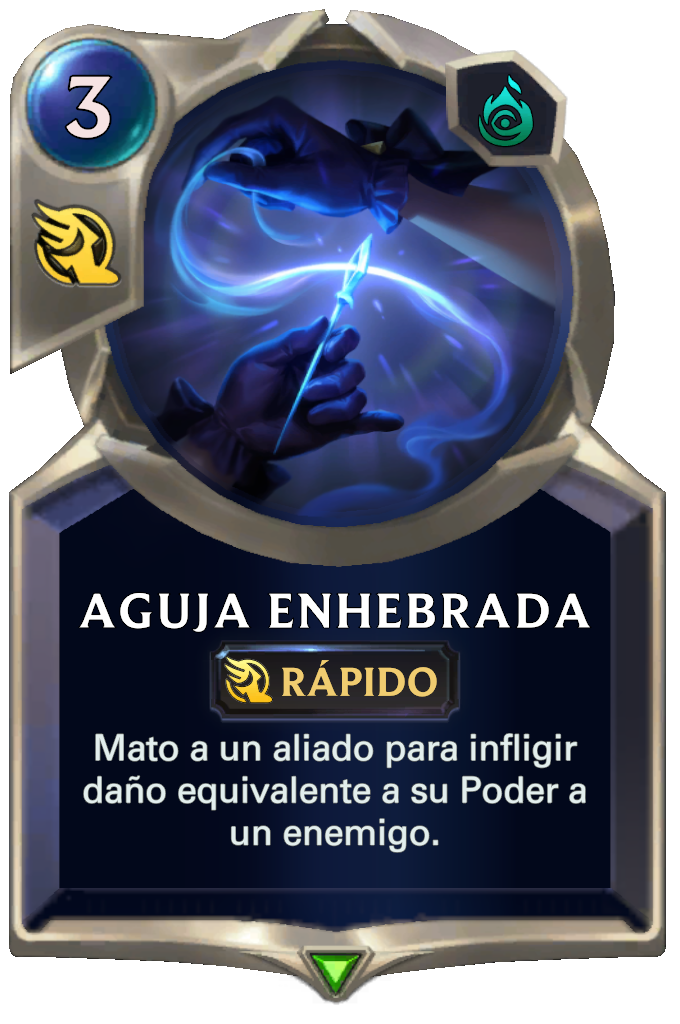 3
AGUJA ENHEBRADA
RÁPIDO
Mato a un aliado para infligir
daño equivalente a su Poder a
un enemigo.